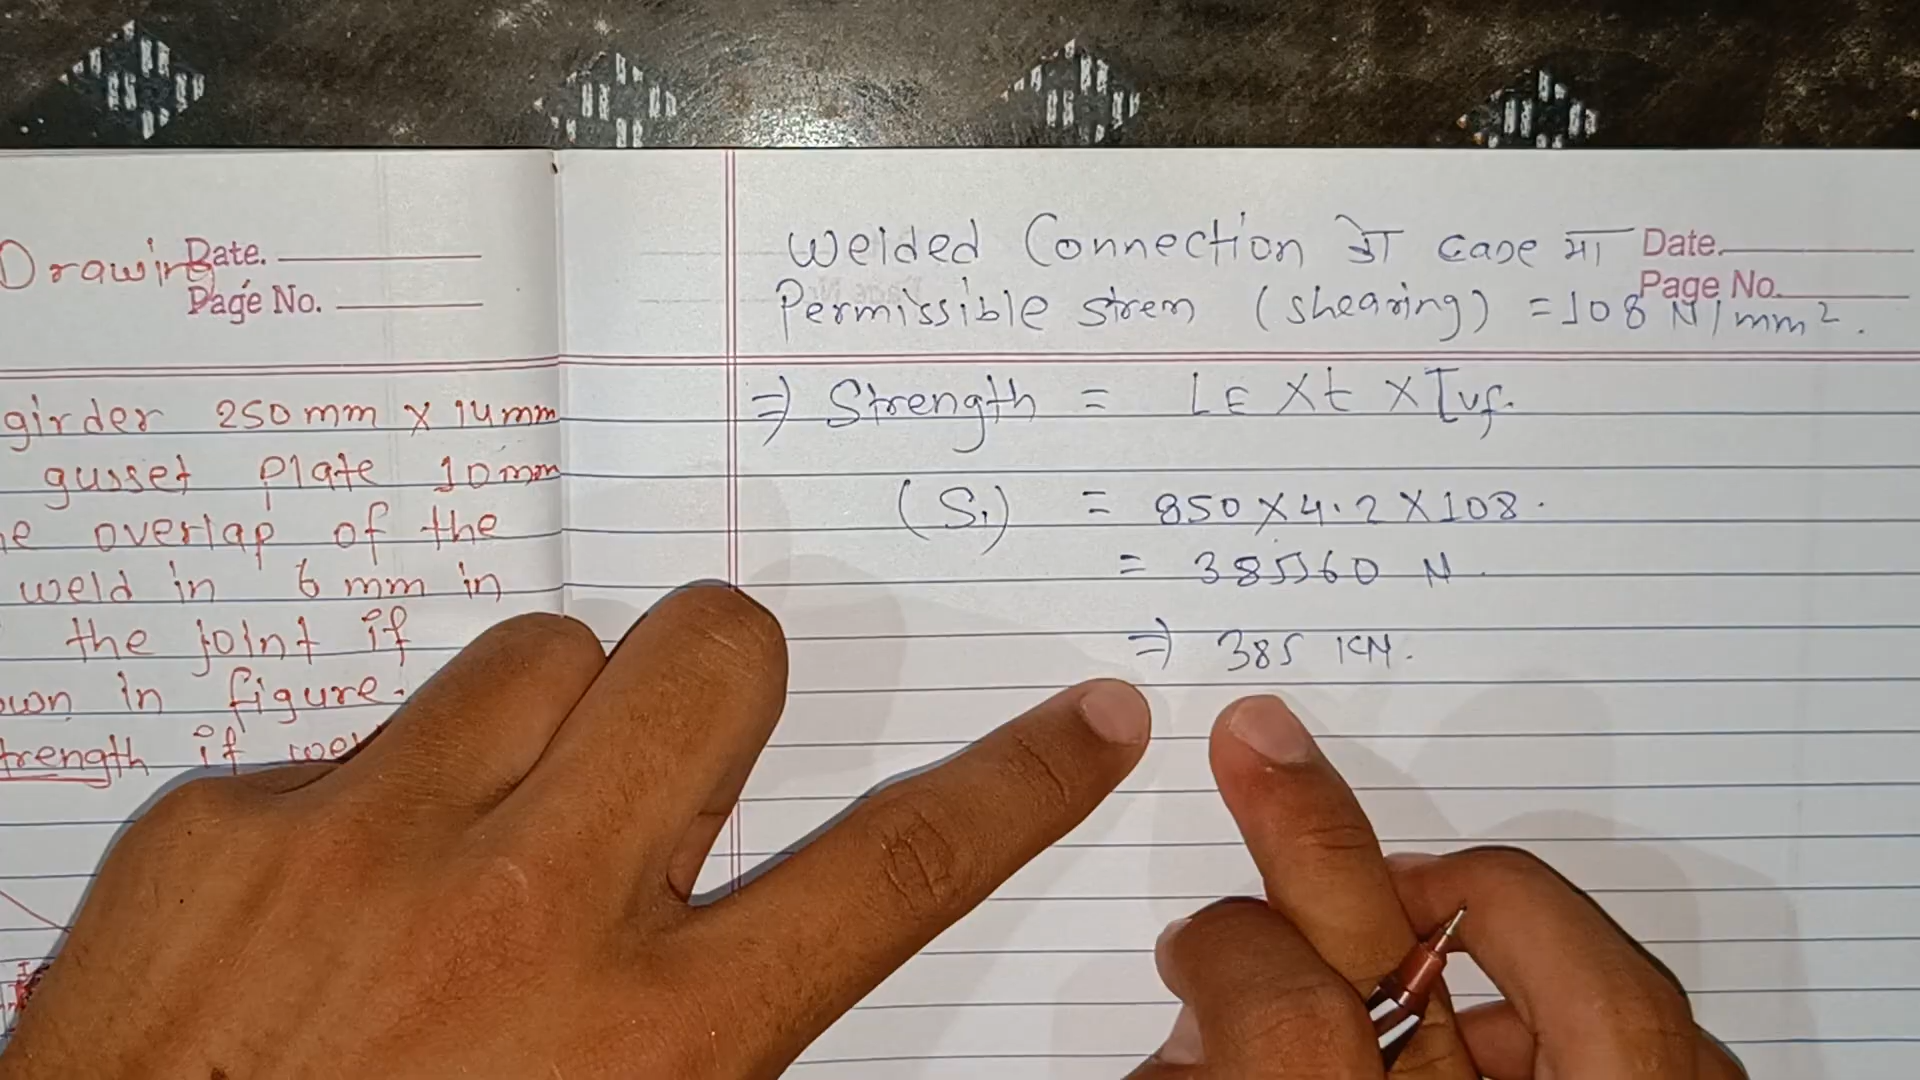 Drawing
Date.
Page No.
girder 250 mm x 14 mm
gusset plate 10 mm
overlap of the
weld in 6 mm in
the joint if
in figure.
if
Welded Connection को case मा
Date.
Page No.
Permissible stress (shearing) = 108 N/mm².
⇒ Strength = LE X t X
(S₁) = 850 X 4.2 X 108.
= 385560 N.
⇒ 385 KN.